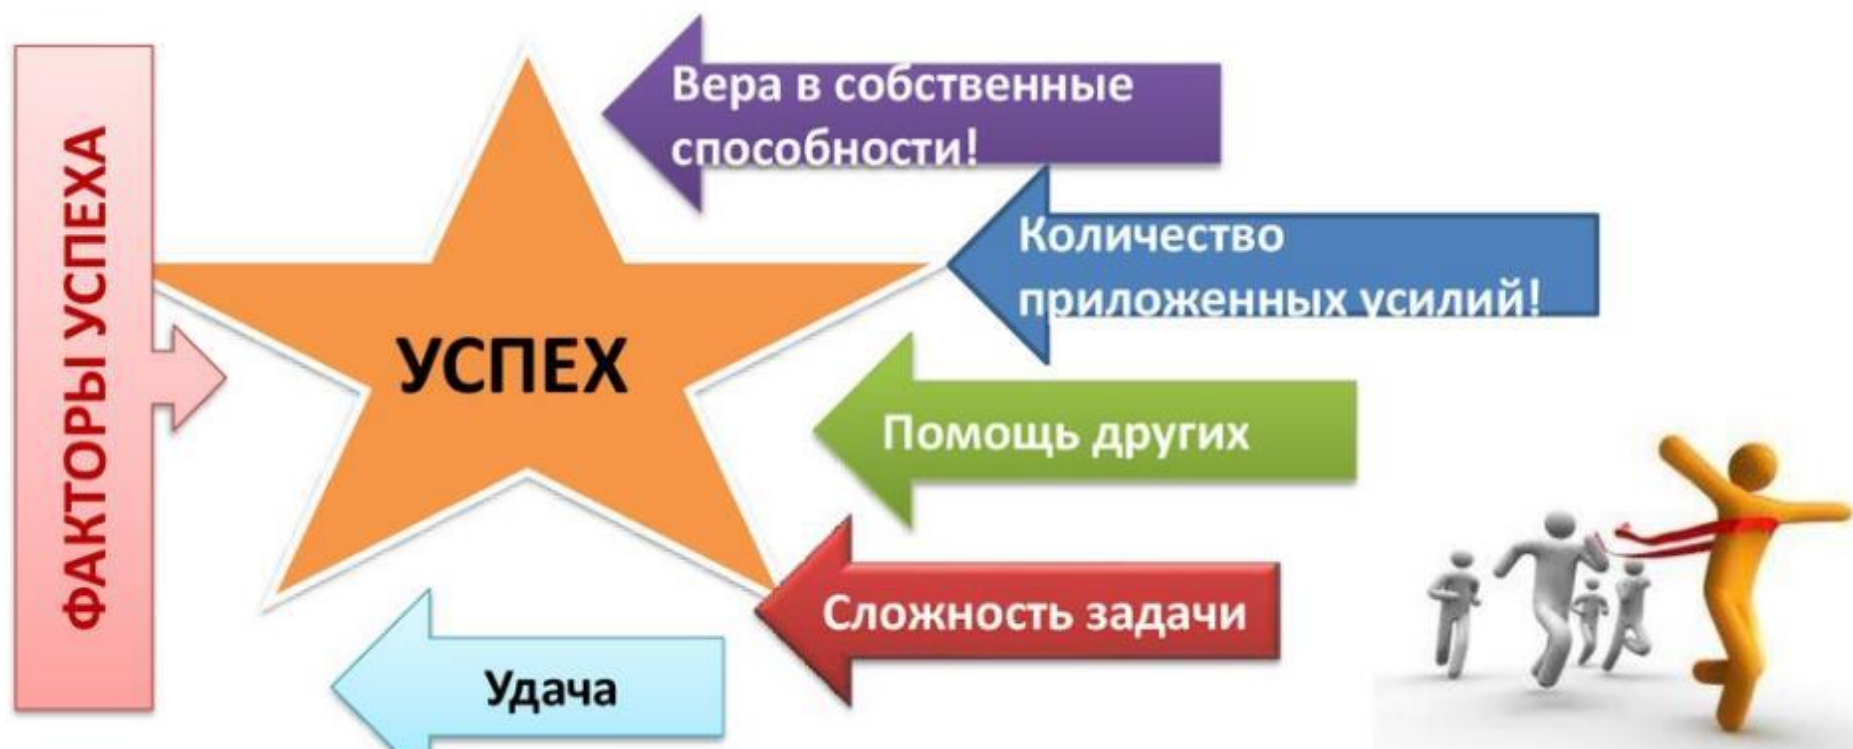 ФАКТОРЫ УСПЕХА
УСПЕХ
Вера в собственные
способности!
Количество
приложенных усилий!
Помощь других
Сложность задачи
Удача